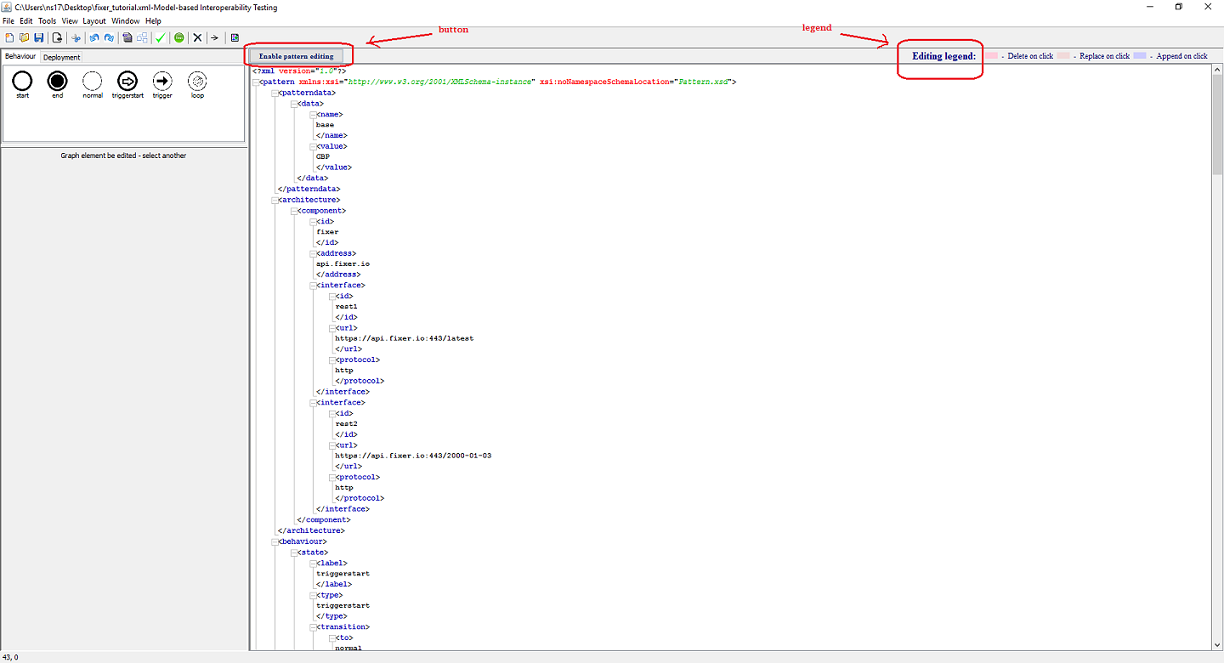 C:\Users\ns17\Desktop\fixer_tutorial.xml-Model-based Interoperability Testing
File Edit Tools View Layout Window Help
button
legend
Behaviour Deployment
Enable pattern editing
Editing legend: - Delete on click - Replace on click - Append on click
start end normal triggerstart trigger loop
Graph element be edited - select another
<?xml version="1.0"?>
<pattern xmlns:xsi="http://www.w3.org/2001/XMLSchema-instance" xsi:noNamespaceSchemaLocation="Pattern.xsd">
<patterndata>
<data>
<name>
base
</name>
<value>
GBP
</value>
</data>
</patterndata>
<architecture>
<component>
<id>
fixer
</id>
<address>
api.fixer.io
</address>
<interface>
<id>
rest1
</id>
<url>
https://api.fixer.io:443/latest
</url>
<protocol>
http
</protocol>
</interface>
<interface>
<id>
rest2
</id>
<url>
https://api.fixer.io:443/2000-01-03
</url>
<protocol>
http
</protocol>
</interface>
</component>
</architecture>
<behaviour>
<state>
<label>
triggerstart
</label>
<type>
triggerstart
</type>
<transition>
<to>
normal
43, 0